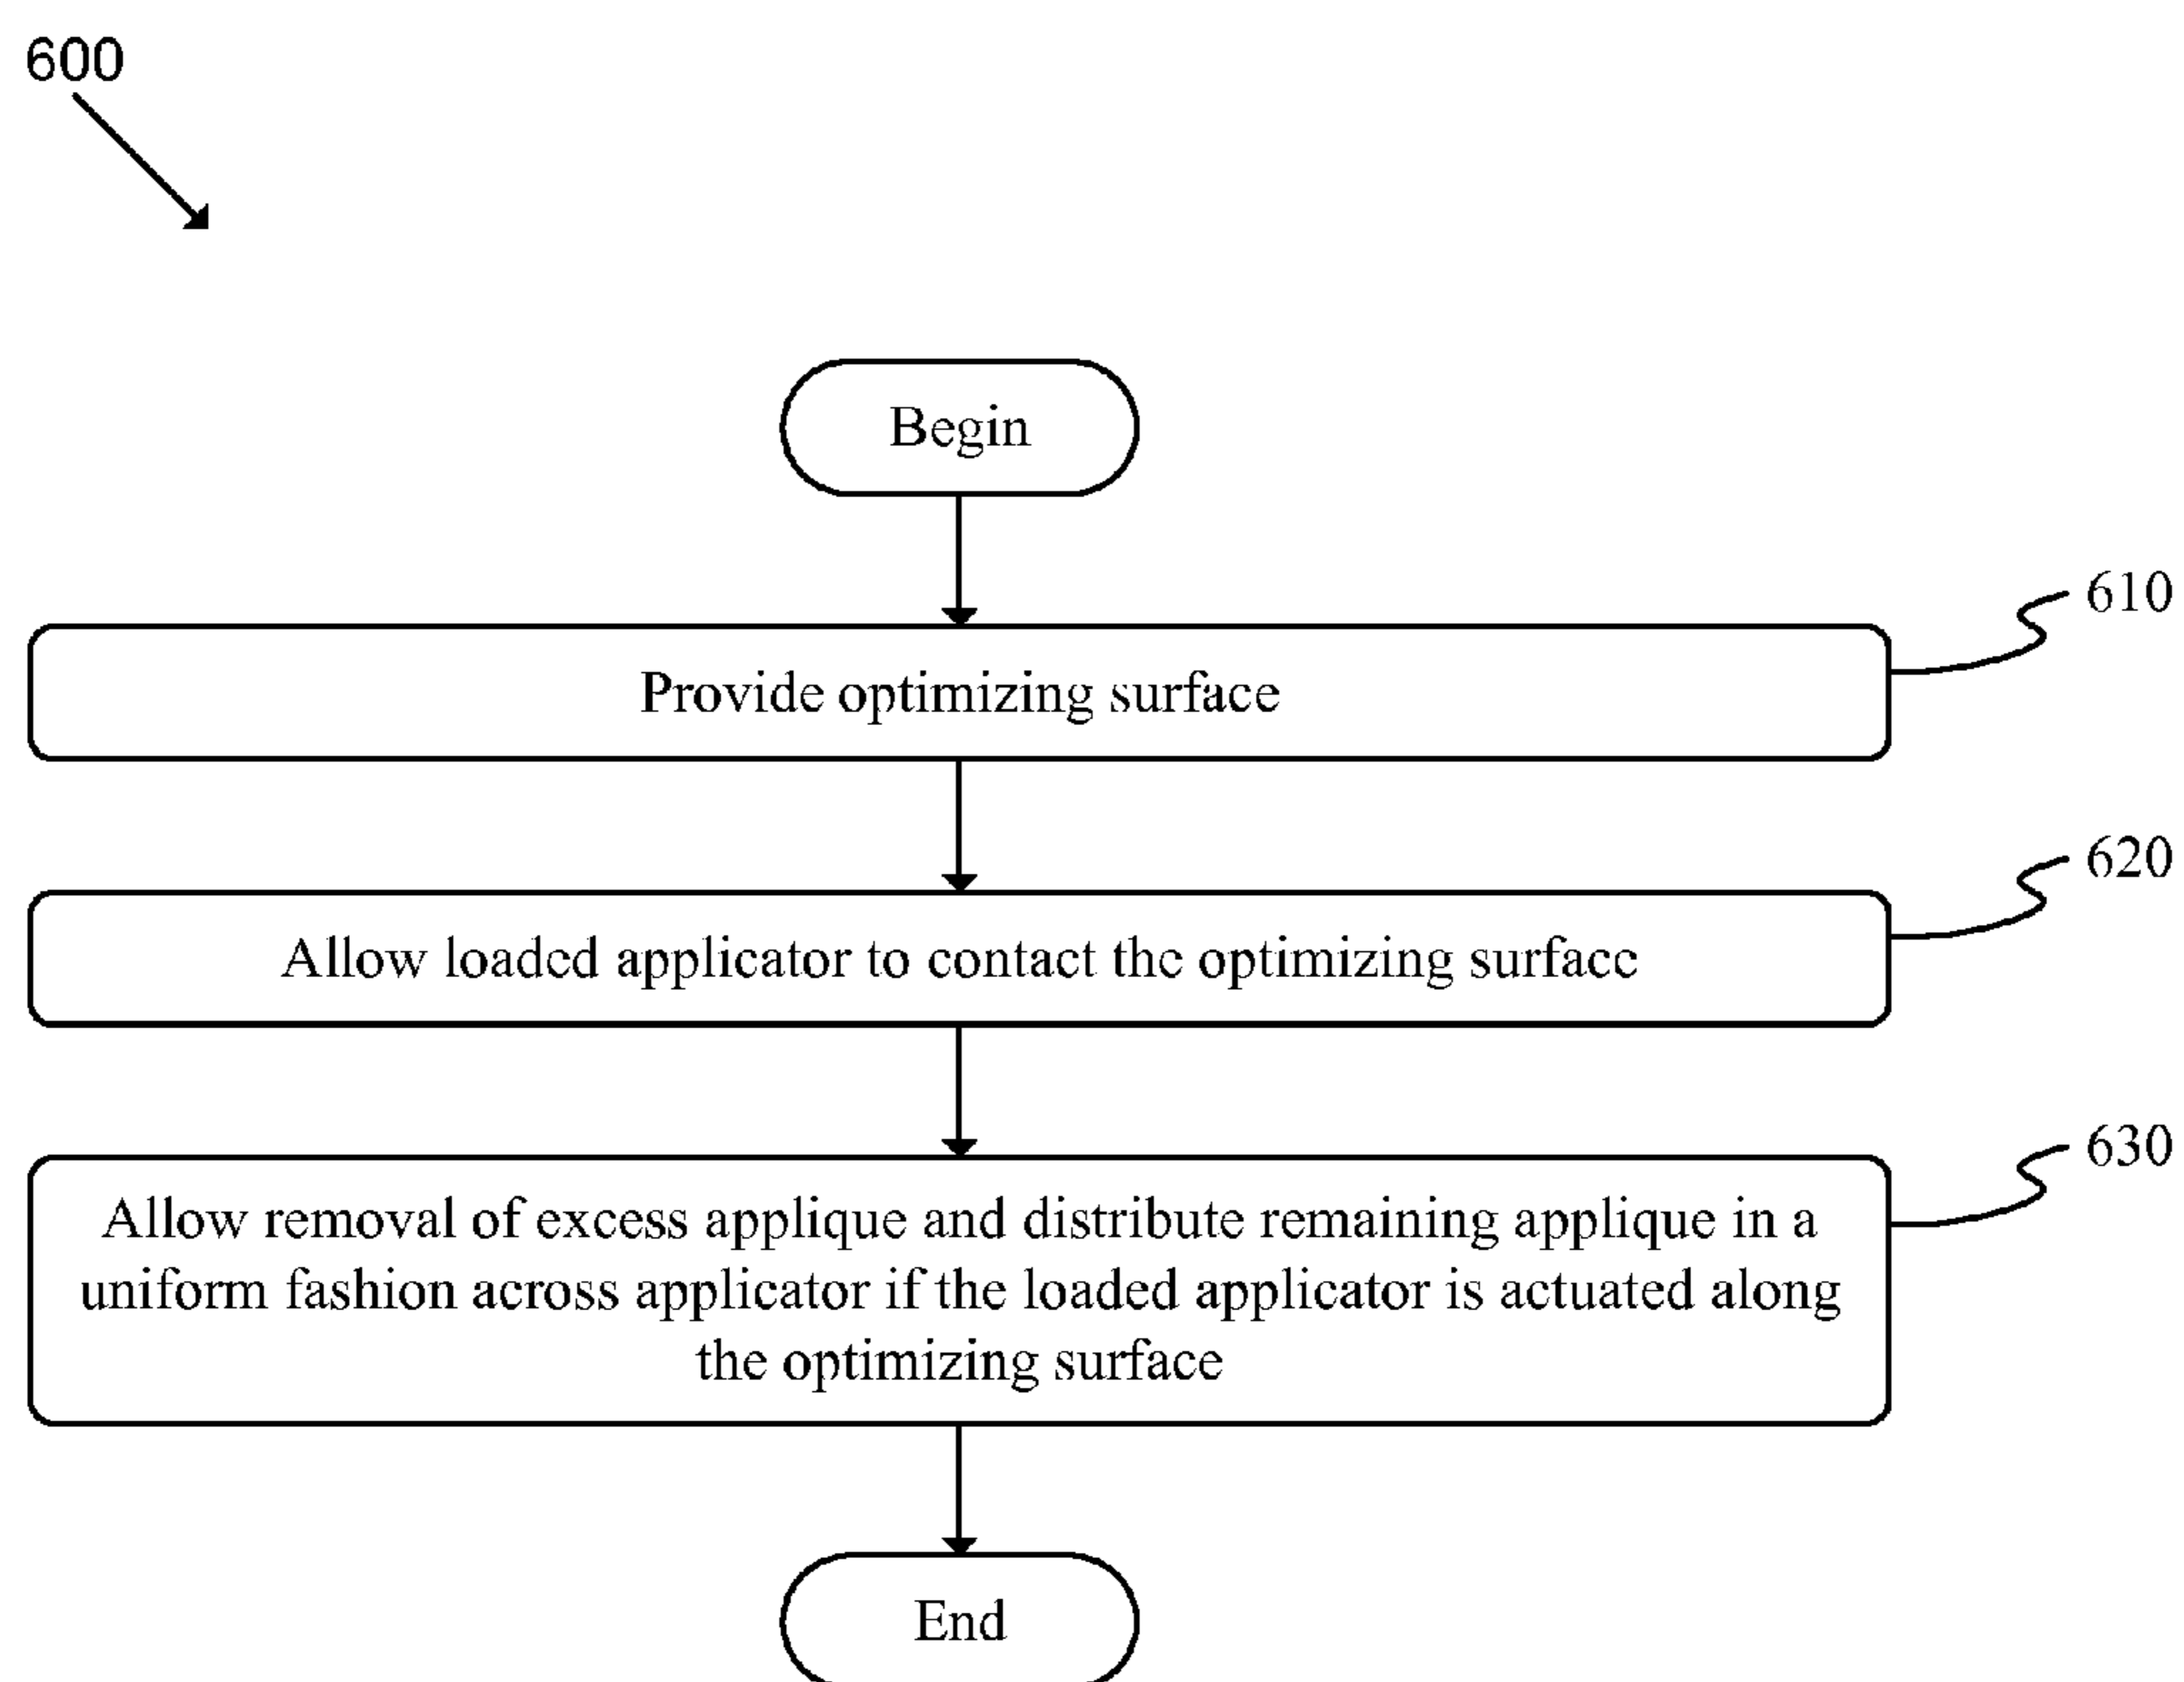 600
Begin
610
Provide optimizing surface
620
Allow loaded applicator to contact the optimizing surface
630
Allow removal of excess applique and distribute remaining applique in a
uniform fashion across applicator if the loaded applicator is actuated along
the optimizing surface
End